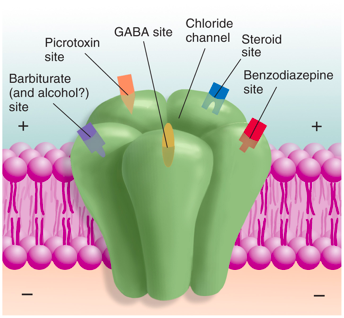 Picrotoxin
site
GABA site
Chloride
channel
Steroid
site
Barbiturate
(and alcohol?)
site
Benzodiazepine
site
+
+
−
−